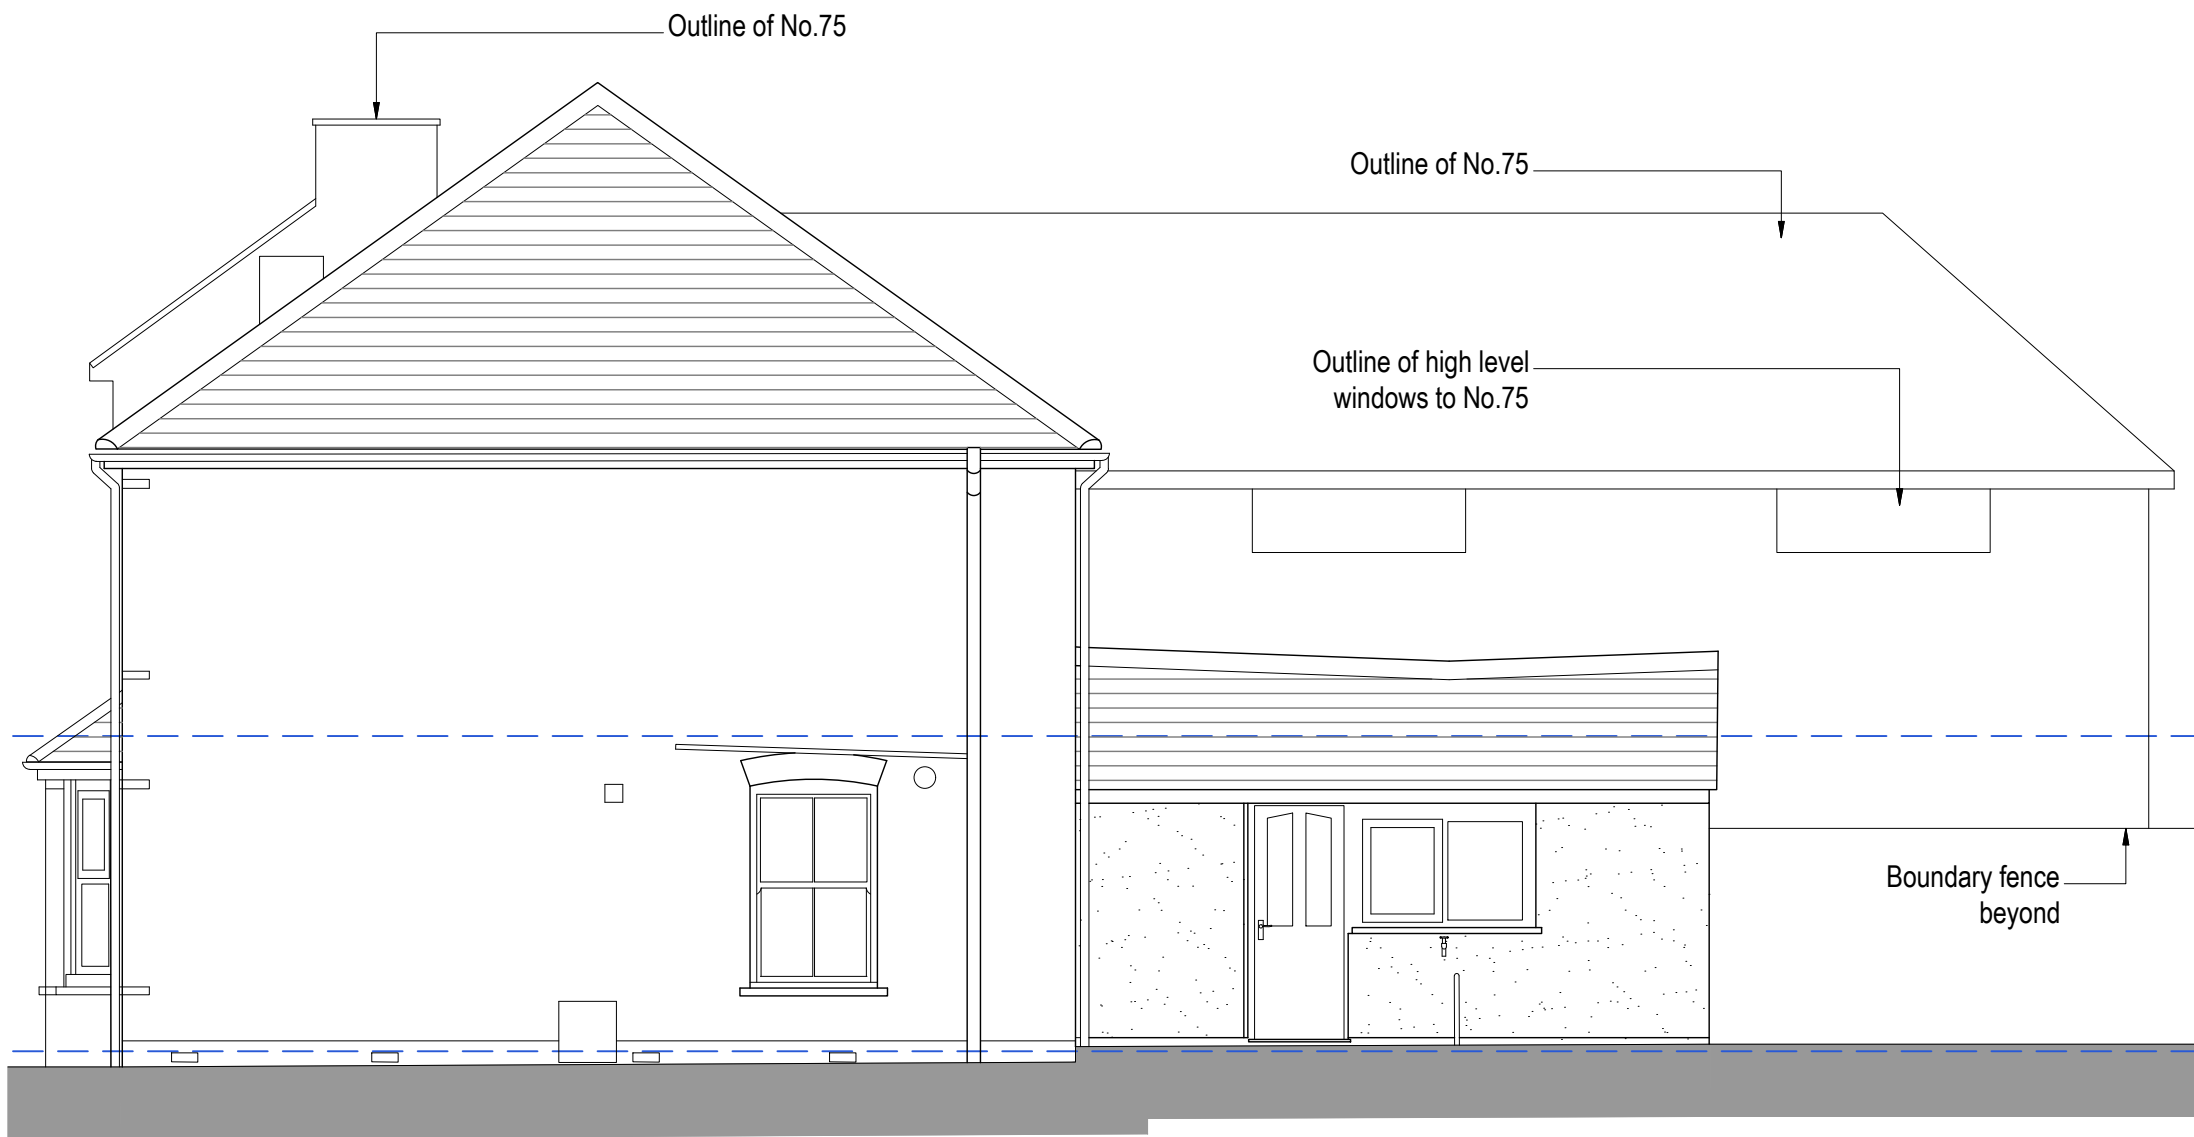 Outline of No.75
Outline of No.75
Outline of high level
windows to No.75
Boundary fence
beyond